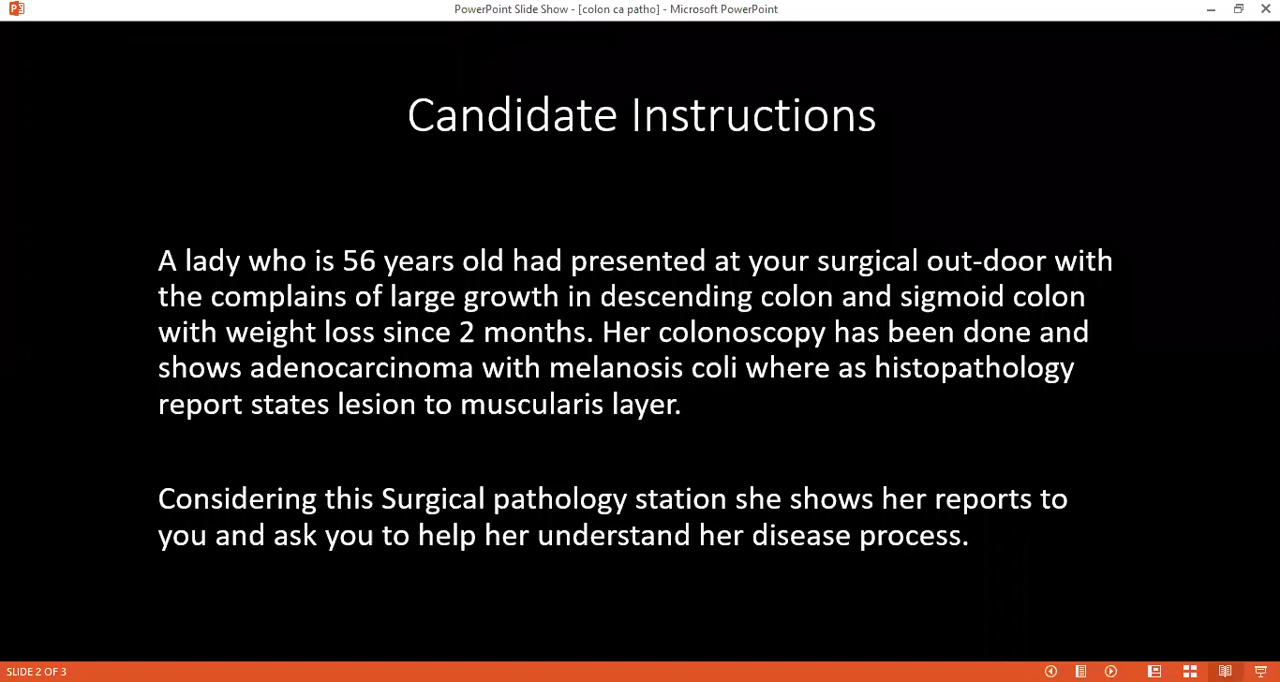 PowerPoint Slide Show - [colon ca patho] - Microsoft PowerPoint
Candidate Instructions
A lady who is 56 years old had presented at your surgical out-door with
the complains of large growth in descending colon and sigmoid colon
with weight loss since 2 months. Her colonoscopy has been done and
shows adenocarcinoma with melanosis coli where as histopathology
report states lesion to muscularis layer.
Considering this Surgical pathology station she shows her reports to
you and ask you to help her understand her disease process.
SLIDE 2 OF 3